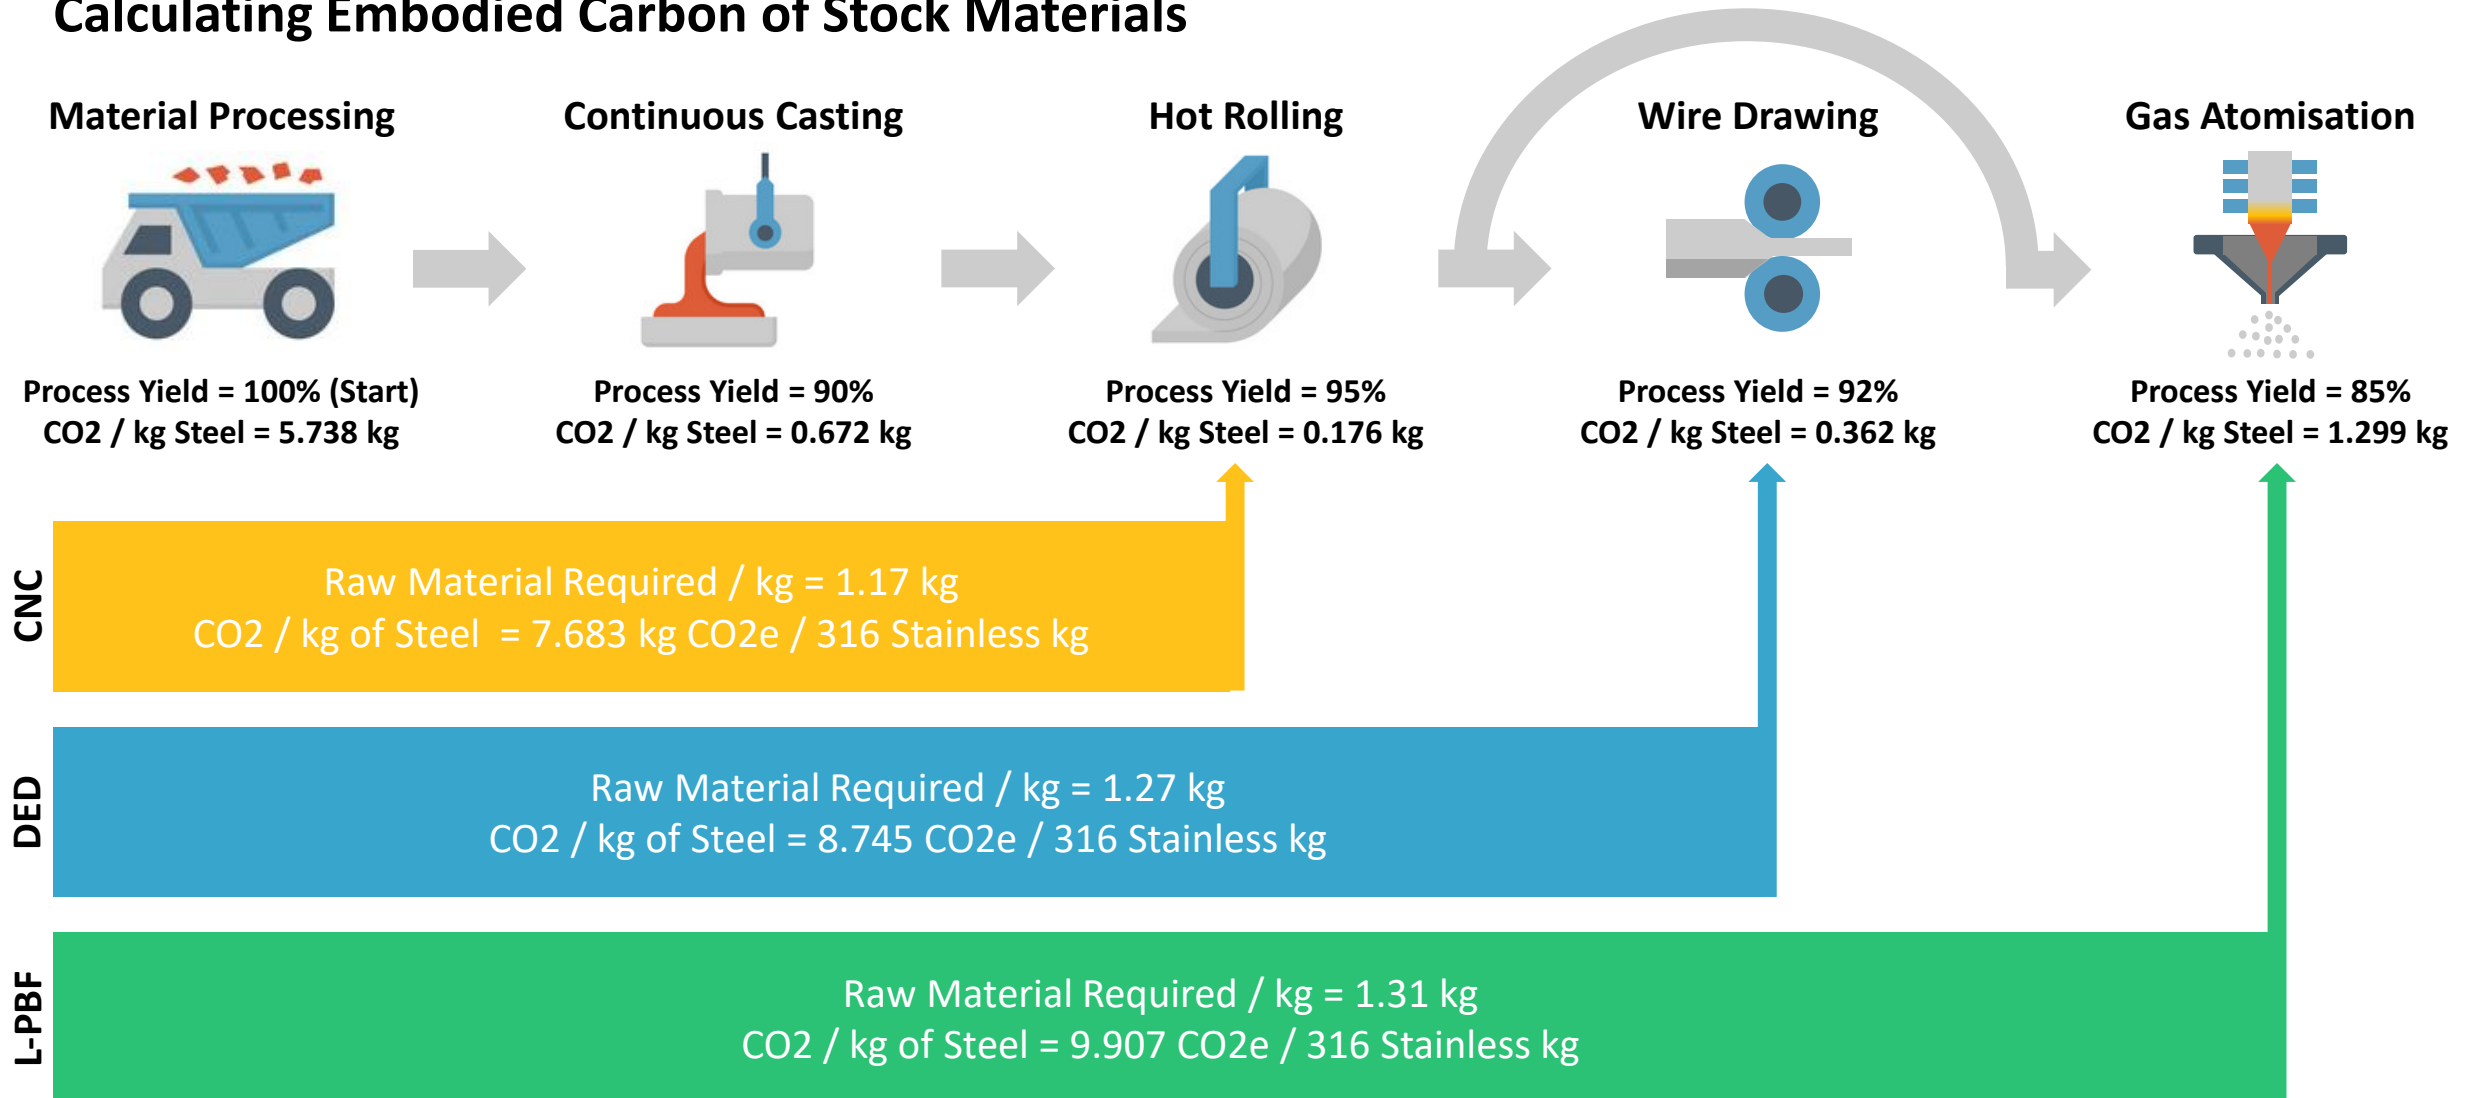 Calculating Embodied Carbon of Stock Materials
Material Processing
Continuous Casting
Hot Rolling
Wire Drawing
Gas Atomisation
Process Yield = 100% (Start)
CO2 / kg Steel = 5.738 kg
Process Yield = 90%
CO2 / kg Steel = 0.672 kg
Process Yield = 95%
CO2 / kg Steel = 0.176 kg
Process Yield = 92%
CO2 / kg Steel = 0.362 kg
Process Yield = 85%
CO2 / kg Steel = 1.299 kg
CNC
Raw Material Required / kg = 1.17 kg
CO2 / kg of Steel = 7.683 kg CO2e / 316 Stainless kg
DED
Raw Material Required / kg = 1.27 kg
CO2 / kg of Steel = 8.745 CO2e / 316 Stainless kg
L-PBF
Raw Material Required / kg = 1.31 kg
CO2 / kg of Steel = 9.907 CO2e / 316 Stainless kg